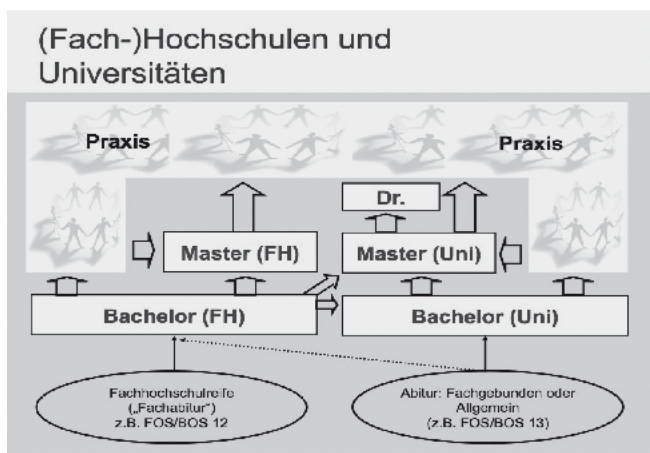 (Fach-)Hochschulen und
Universitäten
Praxis
Praxis
Dr.
Master (FH)
Master (Uni)
Bachelor (FH)
Bachelor (Uni)
Fachhochschulreife
(„Fachabitur“)
z.B. FOS/BOS 12
Abitur: Fachgebunden oder
Allgemein
(z.B. FOS/BOS 13)